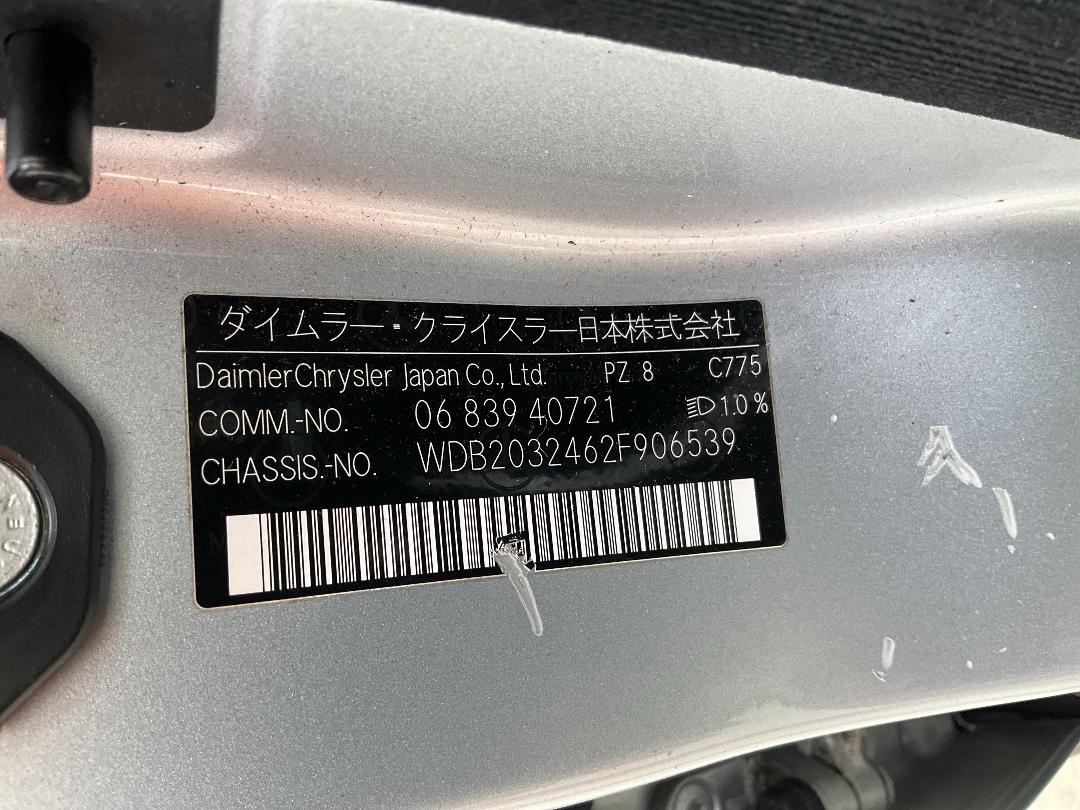 ダイムラー・クライスラー日本株式会社
DaimlerChrysler Japan Co., Ltd. PZ 8 C775
COMM.-NO. 06 839 40721 1.0 %
CHASSIS.-NO. WDB2032462F906539